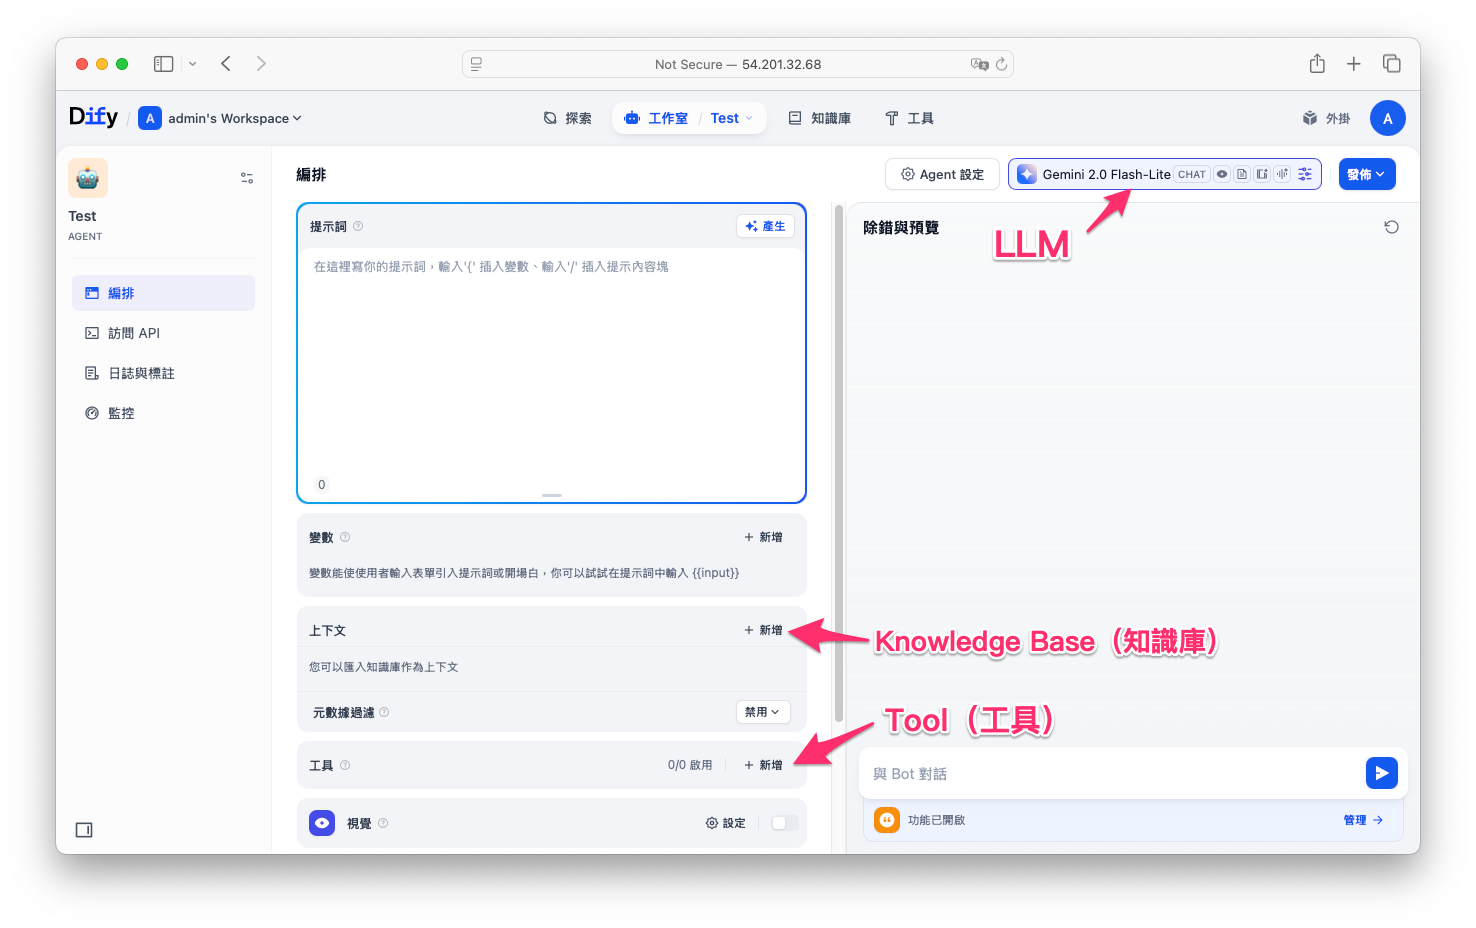 Not Secure — 54.201.32.68
Dify / A admin's Workspace
探索
工作室 / Test
知識庫
工具
外掛
A
Test
AGENT
編排
訪問 API
日誌與標註
監控
編排
Agent 設定
Gemini 2.0 Flash-Lite CHAT
發佈
提示詞
產生
在這裡寫你的提示詞，輸入'{' 插入變數、輸入'/' 插入提示內容塊
0
變數
+ 新增
變數能使使用者輸入表單引入提示詞或開場白，你可以試試在提示詞中輸入 {{input}}
上下文
+ 新增
您可以匯入知識庫作為上下文
元數據過濾
禁用
工具
0/0 啟用
+ 新增
視覺
設定
除錯與預覽
LLM
Knowledge Base（知識庫）
Tool（工具）
與 Bot 對話
功能已開啟
管理 →